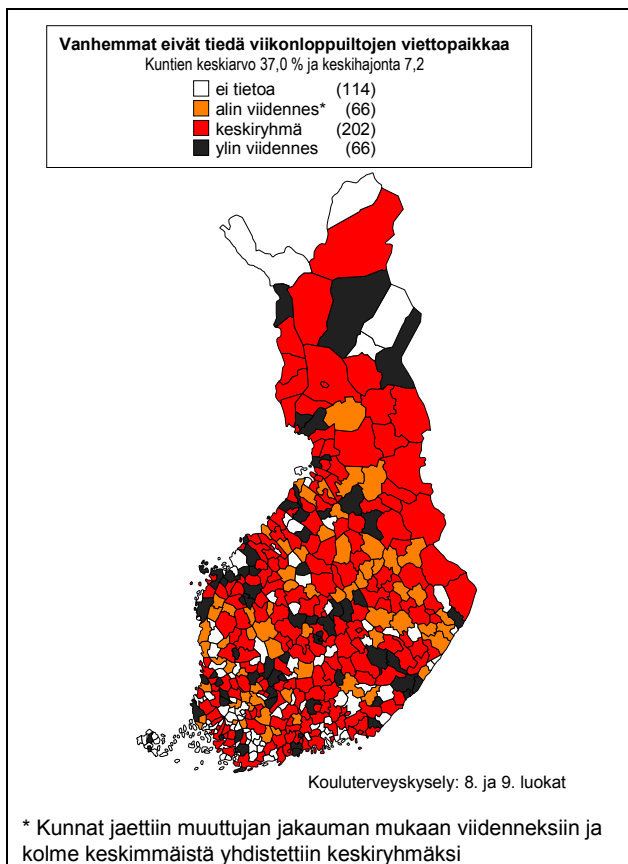 Vanhemmat eivät tiedä viikonloppuiltojen viettopaikkaa
Kuntien keskiarvo 37,0 % ja keskihajonta 7,2
ei tietoa (114)
alin viidennes* (66)
keskiryhmä (202)
ylin viidennes (66)
Kouluterveyskysely: 8. ja 9. luokat
* Kunnat jaettiin muuttujan jakauman mukaan viidenneksiin ja
kolme keskimmäistä yhdistettiin keskiryhmäksi